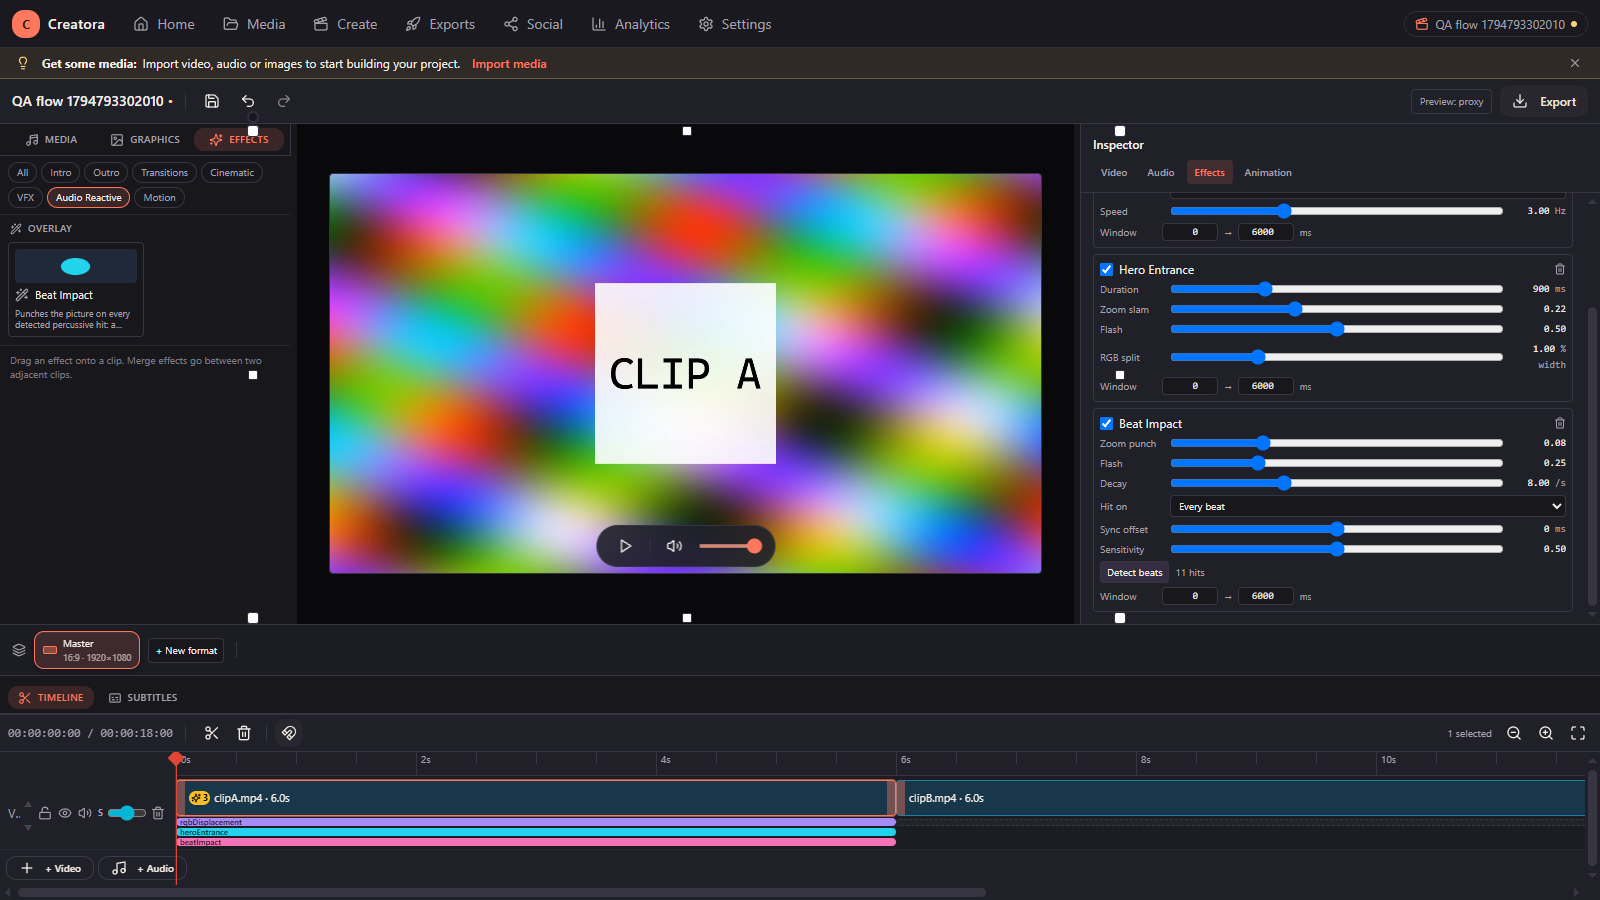 C Creatora Home Media Create Exports Social Analytics Settings QA flow 1794793302010
Get some media: Import video, audio or images to start building your project. Import media
QA flow 1794793302010 • Preview: proxy Export
MEDIA GRAPHICS EFFECTS
All Intro Outro Transitions Cinematic
VFX Audio Reactive Motion
OVERLAY
Beat Impact
Punches the picture on every
detected percussive hit: a...
Drag an effect onto a clip. Merge effects go between two
adjacent clips.
CLIP A
Inspector
Video Audio Effects Animation
Speed 3.00 Hz
Window 0 → 6000 ms
Hero Entrance
Duration 900 ms
Zoom slam 0.22
Flash 0.50
RGB split 1.00 %
width
Window 0 → 6000 ms
Beat Impact
Zoom punch 0.08
Flash 0.25
Decay 8.00 /s
Hit on Every beat
Sync offset 0 ms
Sensitivity 0.50
Detect beats 11 hits
Window 0 → 6000 ms
Master
16:9 · 1920×1080
+ New format
TIMELINE SUBTITLES
00:00:00:00 / 00:00:18:00 1 selected
0s 2s 4s 6s 8s 10s
V.. S 3 clipA.mp4 · 6.0s clipB.mp4 · 6.0s
rgbDisplacement
heroEntrance
beatImpact
+ Video + Audio